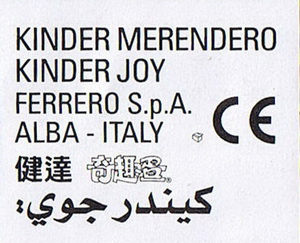 KINDER MERENDERO
KINDER JOY
FERRERO S.p.A.
ALBA - ITALY CE
健達 奇趣蛋®
كيندر جوي: